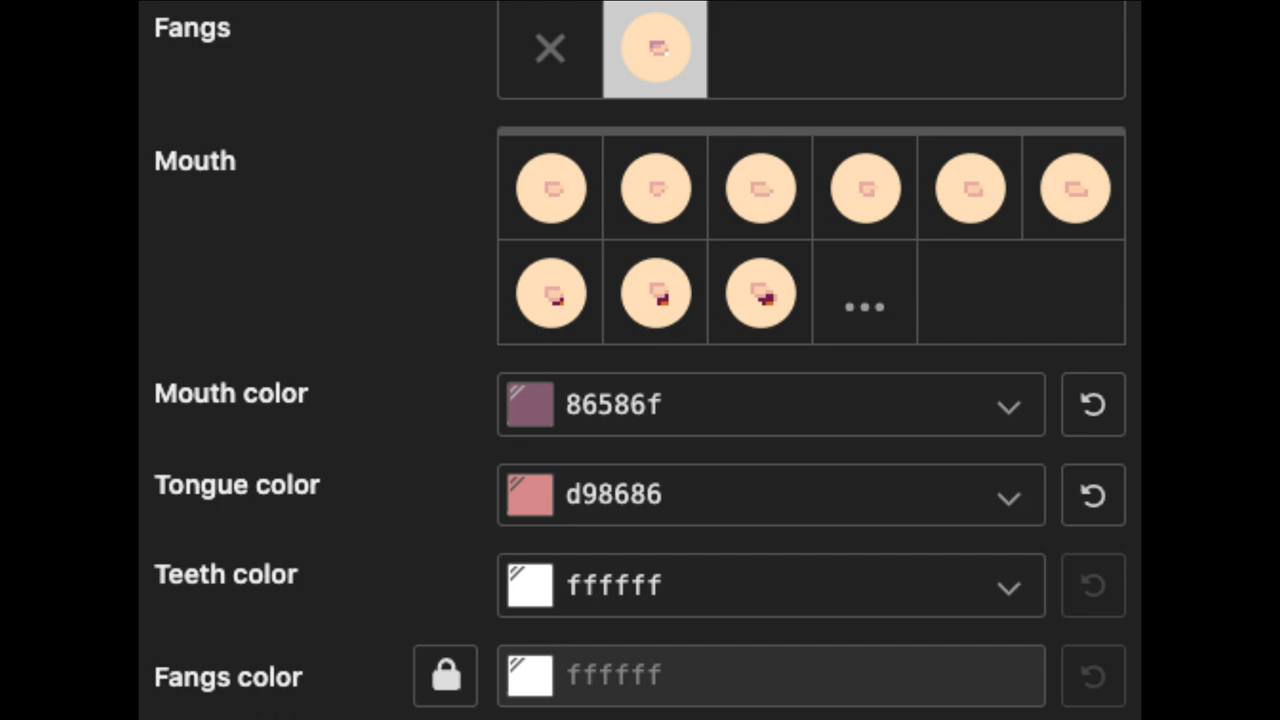 Fangs
Mouth
Mouth color
86586f
Tongue color
d98686
Teeth color
ffffff
Fangs color
ffffff